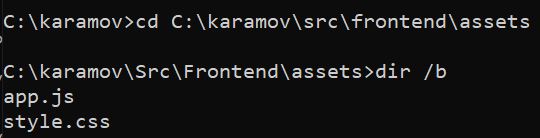 C:\karamov>cd C:\karamov\src\frontend\assets
C:\karamov\Src\Frontend\assets>dir /b
app.js
style.css